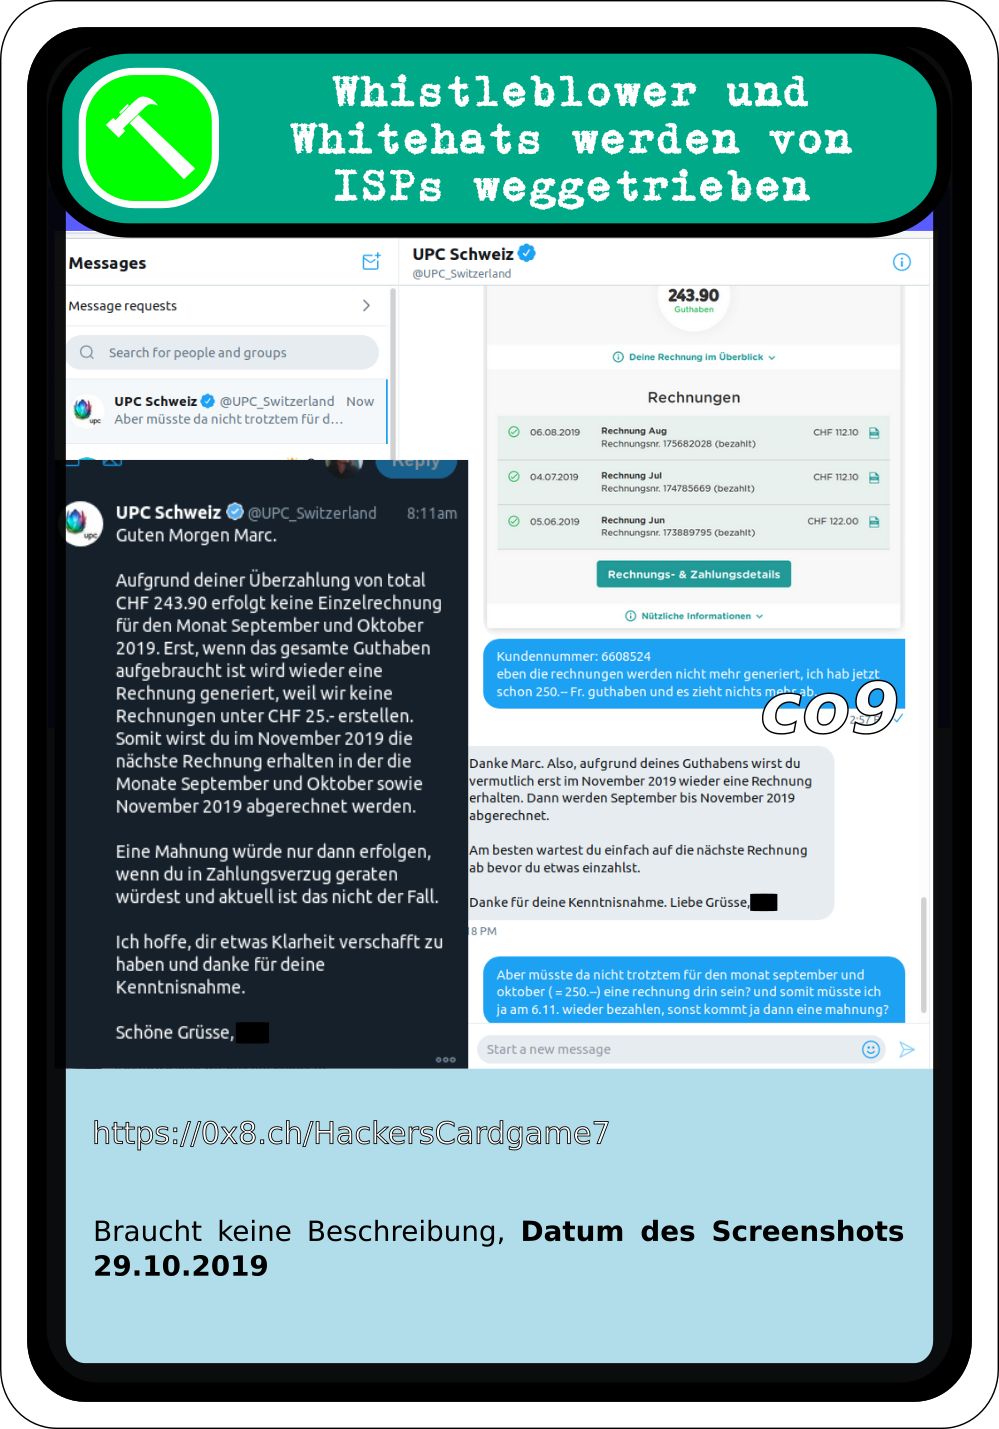 Whistleblower und
Whitehats werden von
ISPs weggetrieben
Messages
Message requests
Search for people and groups
UPC Schweiz @UPC_Switzerland Now
Aber müsste da nicht trotztem für d...
upc
Reply
UPC Schweiz @UPC_Switzerland 8:11am
upc
Guten Morgen Marc.
Aufgrund deiner Überzahlung von total
CHF 243.90 erfolgt keine Einzelrechnung
für den Monat September und Oktober
2019. Erst, wenn das gesamte Guthaben
aufgebraucht ist wird wieder eine
Rechnung generiert, weil wir keine
Rechnungen unter CHF 25.- erstellen.
Somit wirst du im November 2019 die
nächste Rechnung erhalten in der die
Monate September und Oktober sowie
November 2019 abgerechnet werden.
Eine Mahnung würde nur dann erfolgen,
wenn du in Zahlungsverzug geraten
würdest und aktuell ist das nicht der Fall.
Ich hoffe, dir etwas Klarheit verschafft zu
haben und danke für deine
Kenntnisnahme.
Schöne Grüsse,
UPC Schweiz
@UPC_Switzerland
243.90
Guthaben
Deine Rechnung im Überblick
Rechnungen
06.08.2019 Rechnung Aug CHF 112.10
Rechnungsnr. 175682028 (bezahlt)
04.07.2019 Rechnung Jul CHF 112.10
Rechnungsnr. 174785669 (bezahlt)
05.06.2019 Rechnung Jun CHF 122.00
Rechnungsnr. 173889795 (bezahlt)
Rechnungs- & Zahlungsdetails
Nützliche Informationen
Kundennummer: 6608524
eben die rechnungen werden nicht mehr generiert, ich hab jetzt
schon 250.-- Fr. guthaben und es zieht nichts mehr ab.
co9
2:57
Danke Marc. Also, aufgrund deines Guthabens wirst du
vermutlich erst im November 2019 wieder eine Rechnung
erhalten. Dann werden September bis November 2019
abgerechnet.
Am besten wartest du einfach auf die nächste Rechnung
ab bevor du etwas einzahlst.
Danke für deine Kenntnisnahme. Liebe Grüsse,
8 PM
Aber müsste da nicht trotztem für den monat september und
oktober ( = 250.--) eine rechnung drin sein? und somit müsste ich
ja am 6.11. wieder bezahlen, sonst kommt ja dann eine mahnung?
Start a new message
https://0x8.ch/HackersCardgame7
Braucht keine Beschreibung, Datum des Screenshots
29.10.2019